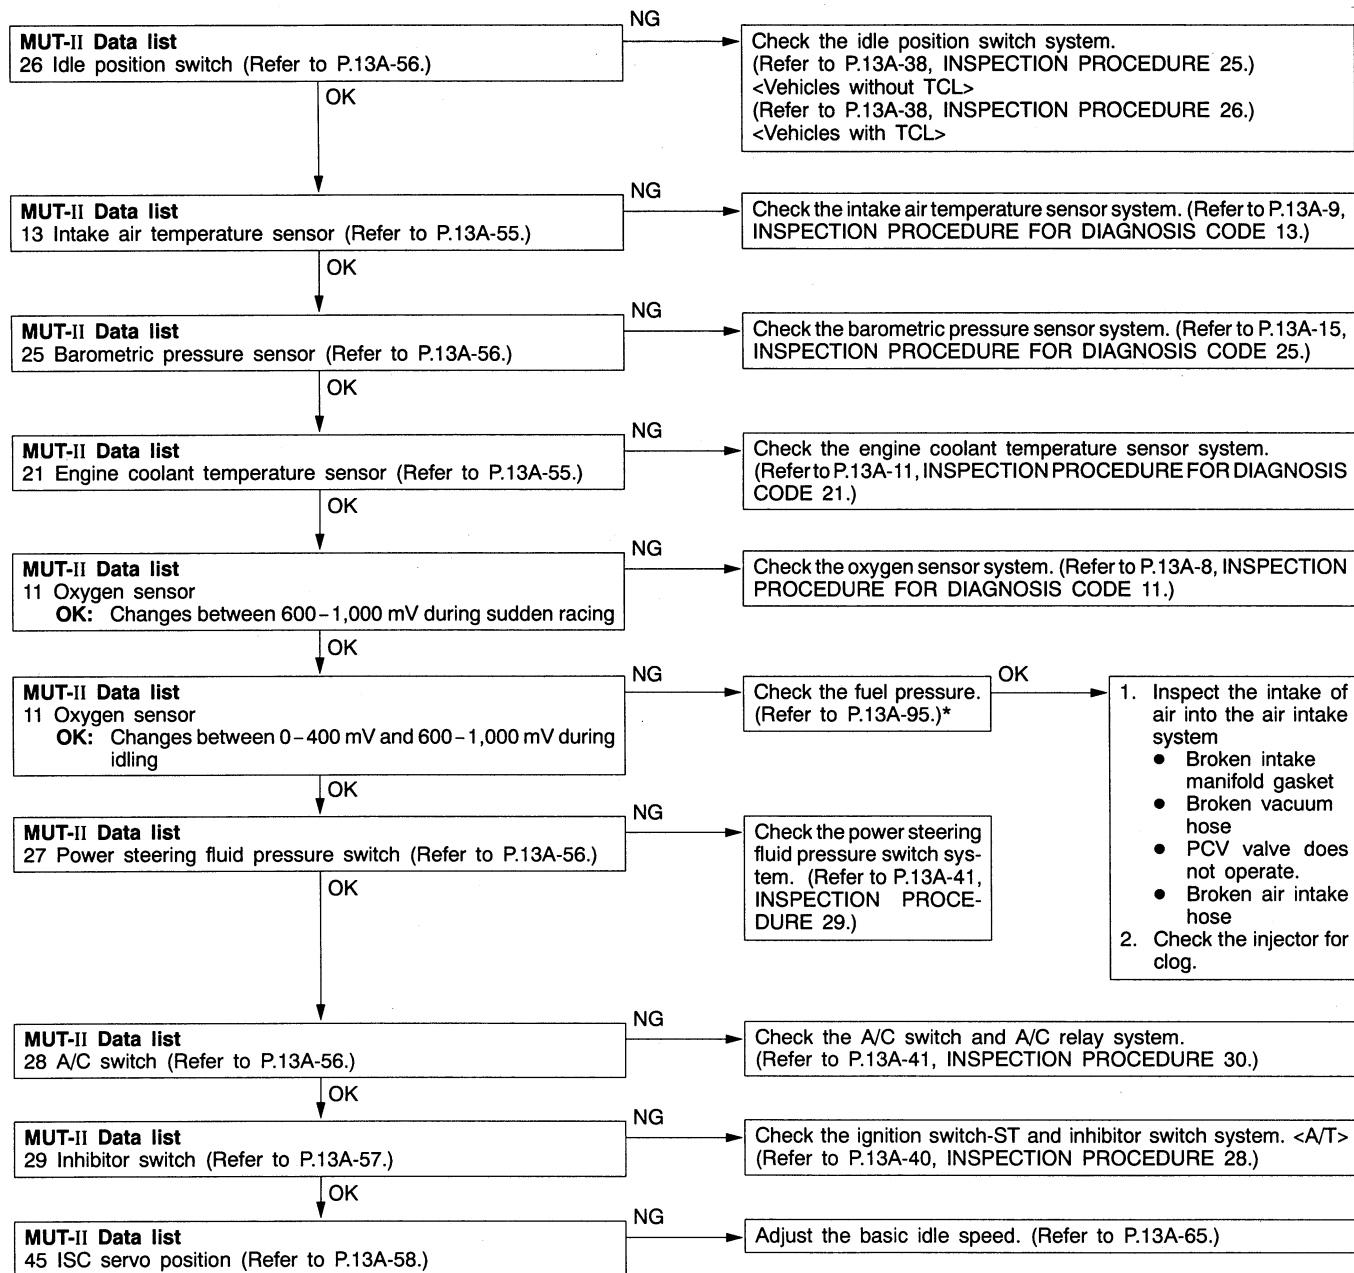 MUT-II Data list
26 Idle position switch (Refer to P.13A-56.)
NG
Check the idle position switch system.
(Refer to P.13A-38, INSPECTION PROCEDURE 25.)
<Vehicles without TCL>
(Refer to P.13A-38, INSPECTION PROCEDURE 26.)
<Vehicles with TCL>
OK
MUT-II Data list
13 Intake air temperature sensor (Refer to P.13A-55.)
NG
Check the intake air temperature sensor system. (Refer to P.13A-9,
INSPECTION PROCEDURE FOR DIAGNOSIS CODE 13.)
OK
MUT-II Data list
25 Barometric pressure sensor (Refer to P.13A-56.)
NG
Check the barometric pressure sensor system. (Refer to P.13A-15,
INSPECTION PROCEDURE FOR DIAGNOSIS CODE 25.)
OK
MUT-II Data list
21 Engine coolant temperature sensor (Refer to P.13A-55.)
NG
Check the engine coolant temperature sensor system.
(Refer to P.13A-11, INSPECTION PROCEDURE FOR DIAGNOSIS
CODE 21.)
OK
MUT-II Data list
11 Oxygen sensor
OK: Changes between 600–1,000 mV during sudden racing
NG
Check the oxygen sensor system. (Refer to P.13A-8, INSPECTION
PROCEDURE FOR DIAGNOSIS CODE 11.)
OK
MUT-II Data list
11 Oxygen sensor
OK: Changes between 0–400 mV and 600–1,000 mV during
idling
NG
Check the fuel pressure.
(Refer to P.13A-95.)*
OK
1. Inspect the intake of
air into the air intake
system
● Broken intake
manifold gasket
● Broken vacuum
hose
● PCV valve does
not operate.
● Broken air intake
hose
2. Check the injector for
clog.
OK
MUT-II Data list
27 Power steering fluid pressure switch (Refer to P.13A-56.)
NG
Check the power steering
fluid pressure switch sys-
tem. (Refer to P.13A-41,
INSPECTION PROCE-
DURE 29.)
OK
MUT-II Data list
28 A/C switch (Refer to P.13A-56.)
NG
Check the A/C switch and A/C relay system.
(Refer to P.13A-41, INSPECTION PROCEDURE 30.)
OK
MUT-II Data list
29 Inhibitor switch (Refer to P.13A-57.)
NG
Check the ignition switch-ST and inhibitor switch system. <A/T>
(Refer to P.13A-40, INSPECTION PROCEDURE 28.)
OK
MUT-II Data list
45 ISC servo position (Refer to P.13A-58.)
NG
Adjust the basic idle speed. (Refer to P.13A-65.)